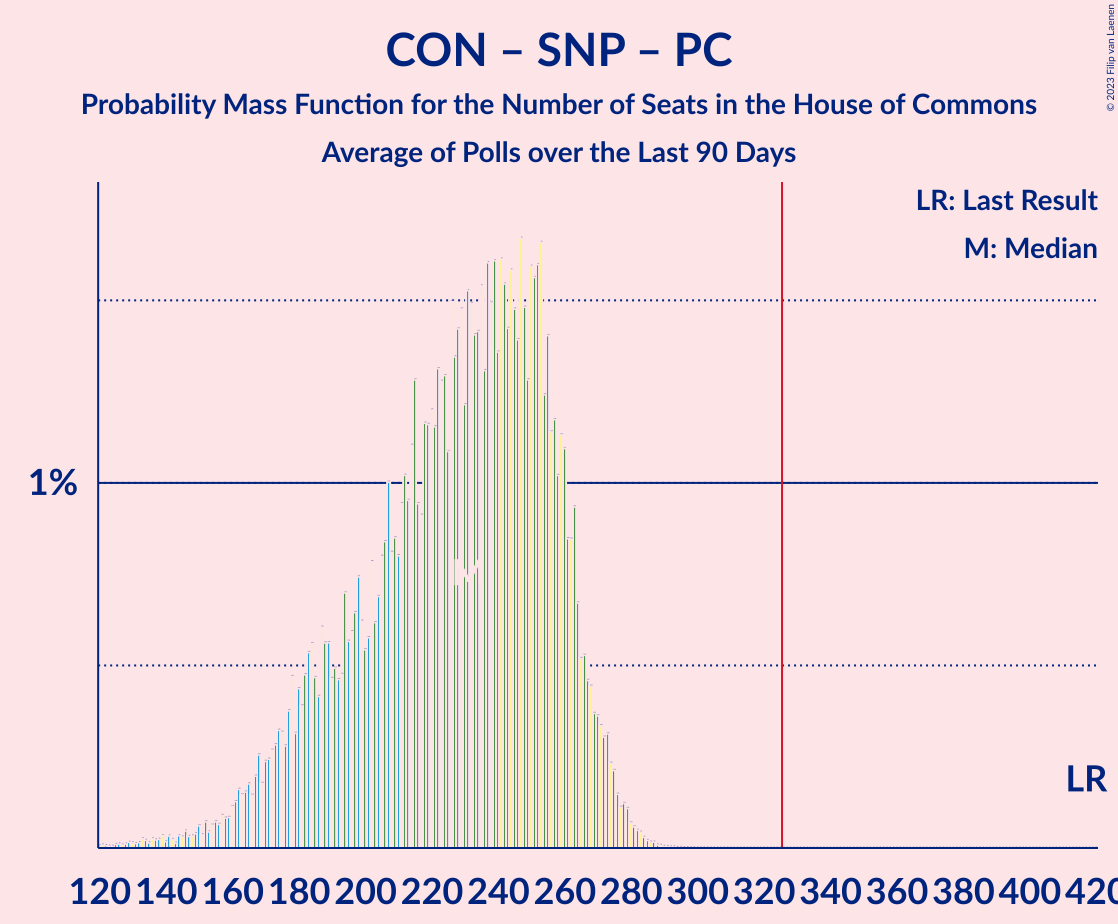 CON – SNP – PC
Probability Mass Function for the Number of Seats in the House of Commons
Average of Polls over the Last 90 Days
© 2023 Filip van Laenen
LR: Last Result
M: Median
1%
M
LR
120 140 160 180 200 220 240 260 280 300 320 340 360 380 400 420